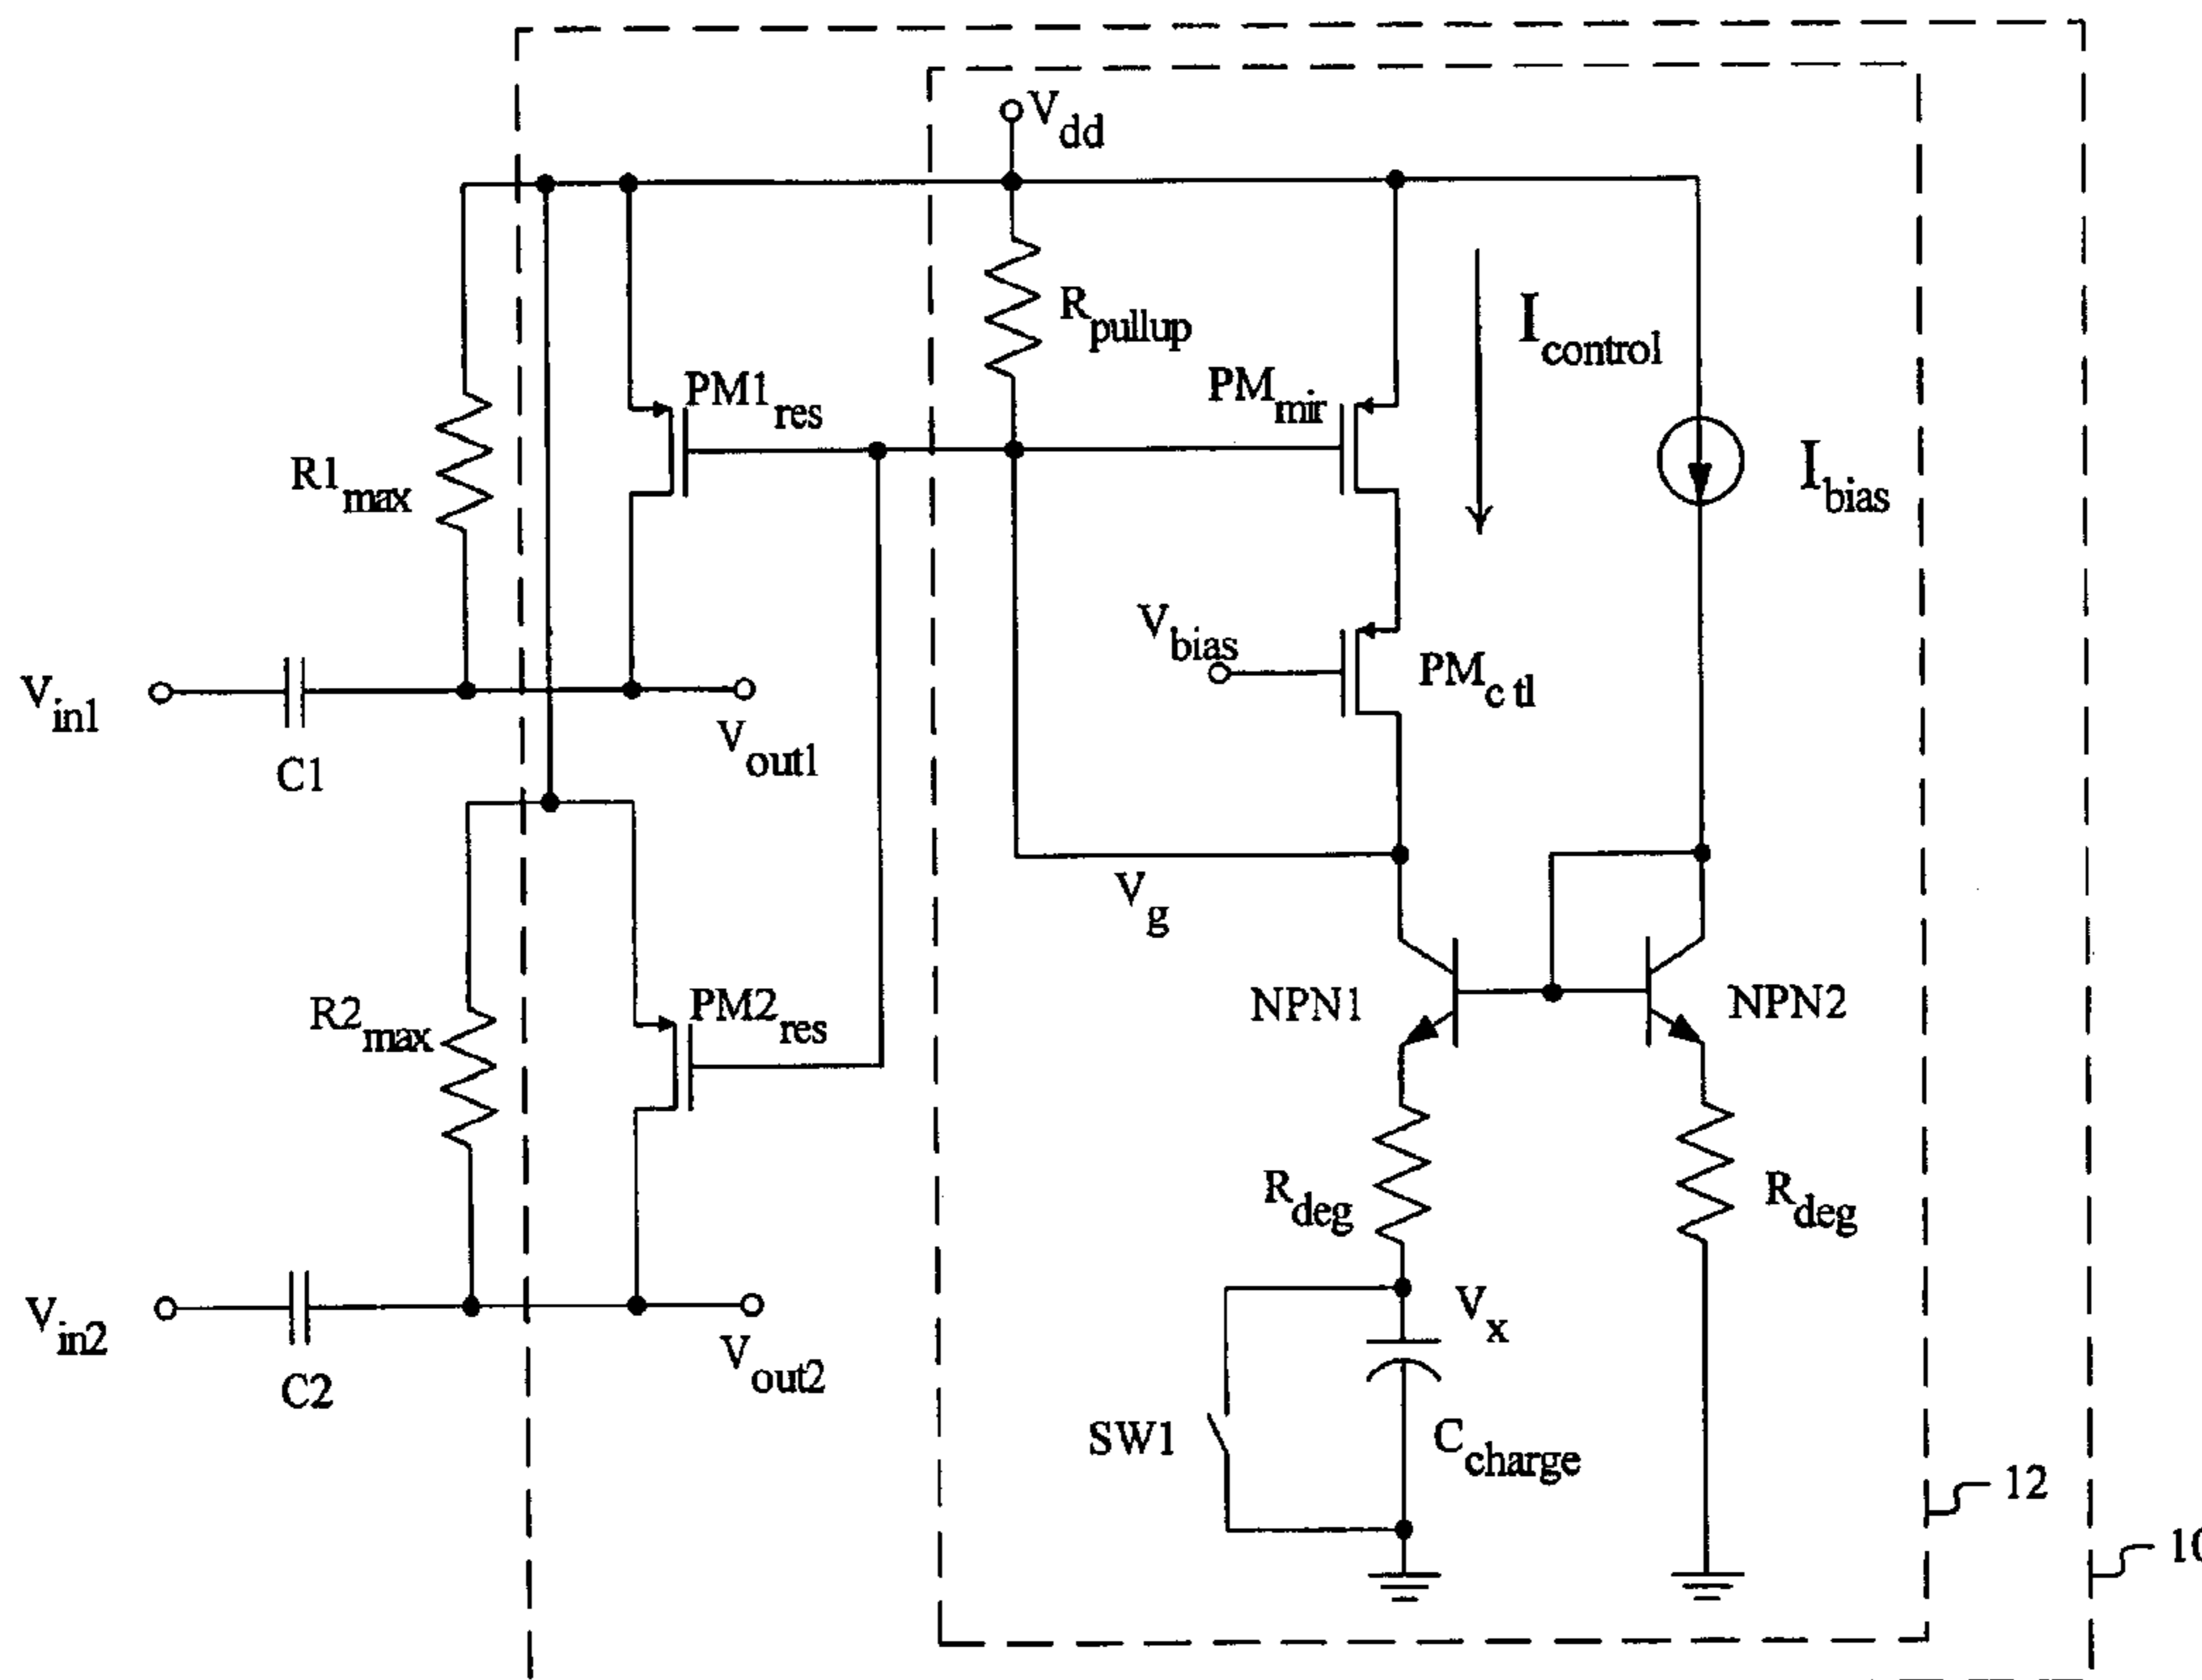 Vdd
Rpullup
Icontrol
PM1res
PMmir
R1max
Ibias
Vbias
PMctl
Vin1
C1
Vout1
Vg
R2max
PM2res
NPN1
NPN2
Rdeg
Rdeg
Vin2
C2
Vout2
Vx
SW1
Ccharge
12
10